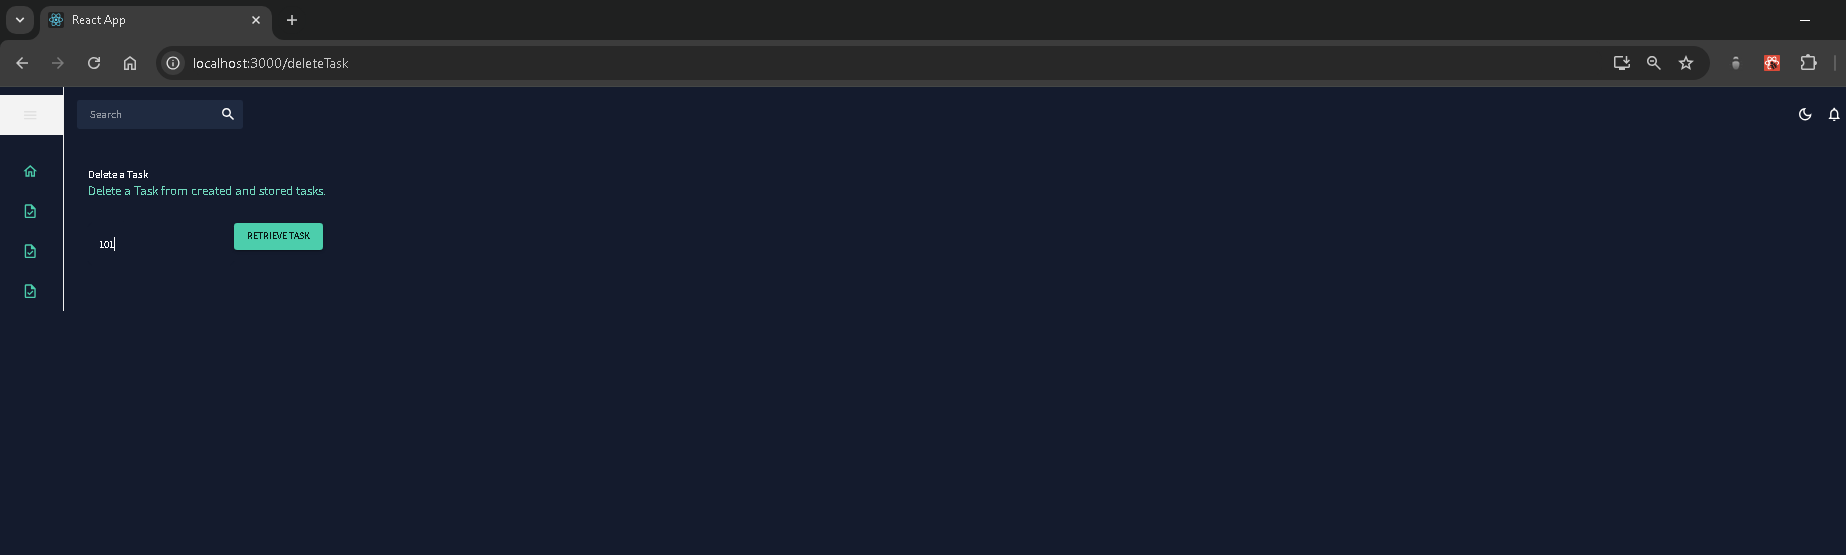 React App
localhost:3000/deleteTask
Search
Delete a Task
Delete a Task from created and stored tasks.
RETRIEVE TASK
101